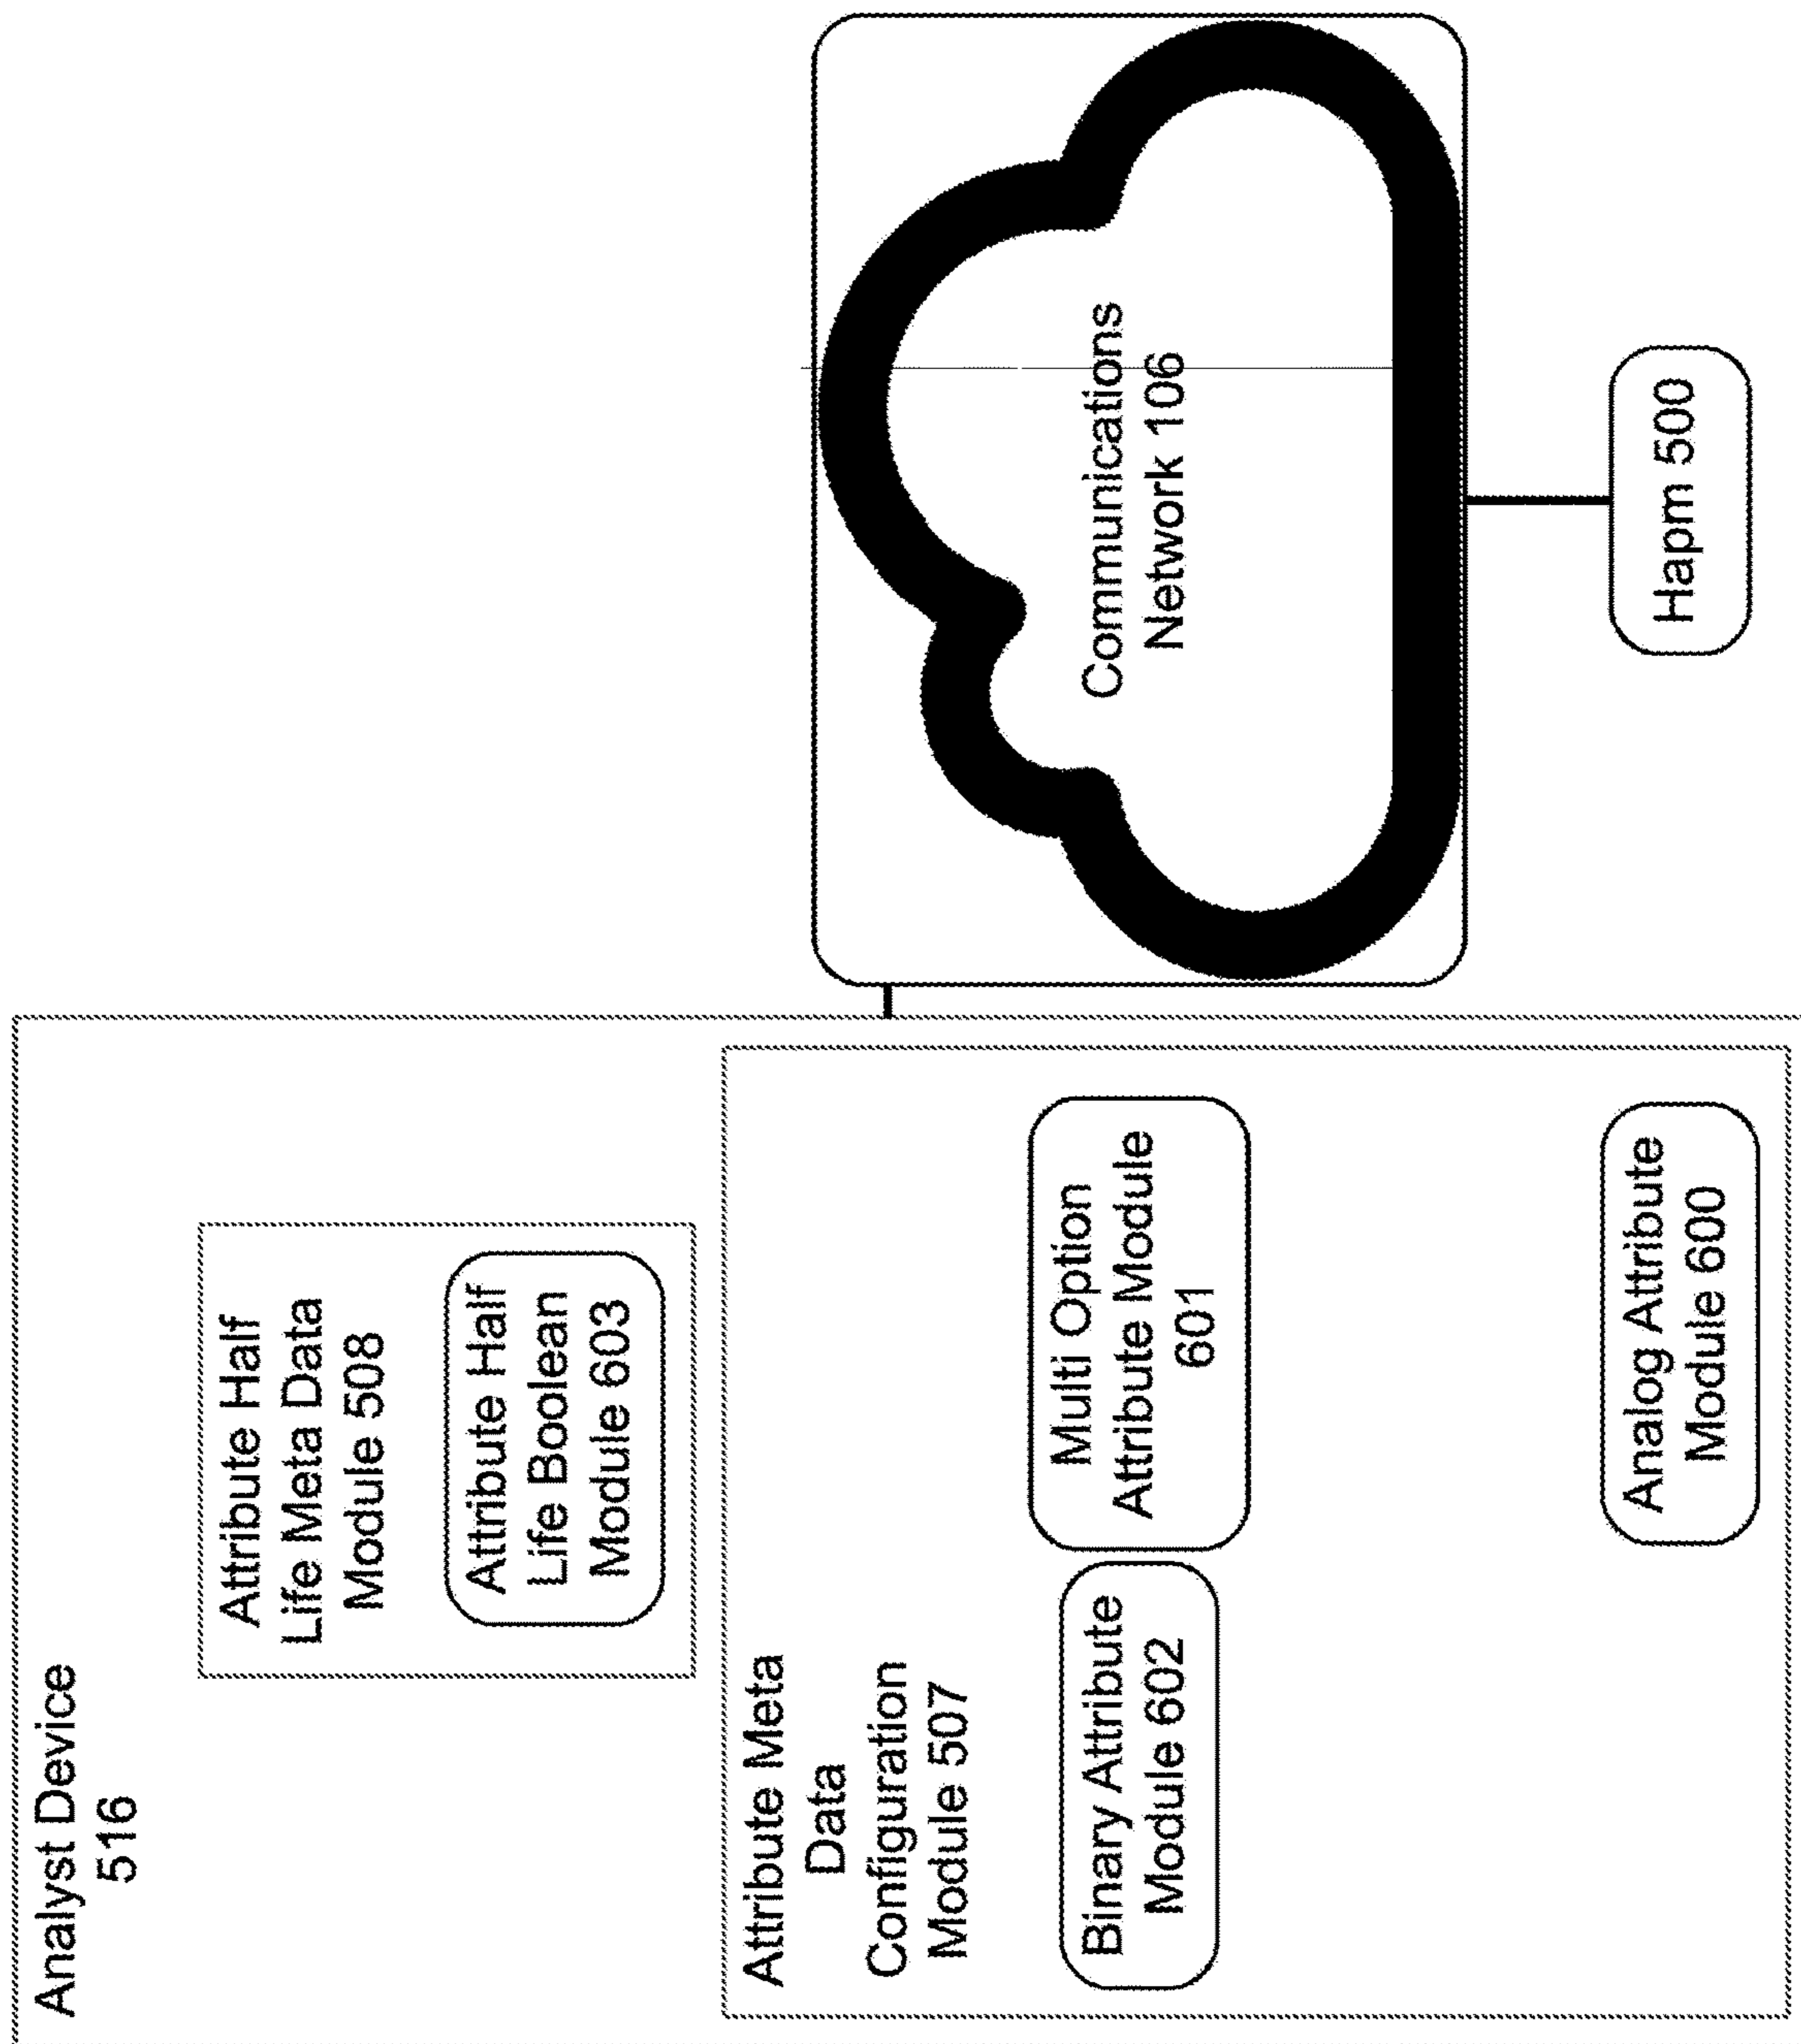 Analyst Device
516
Attribute Half
Life Meta Data
Module 508
Attribute Half
Life Boolean
Module 603
Attribute Meta
Data
Configuration
Module 507
Binary Attribute
Module 602
Multi Option
Attribute Module
601
Analog Attribute
Module 600
Communications
Network 106
Hapm 500